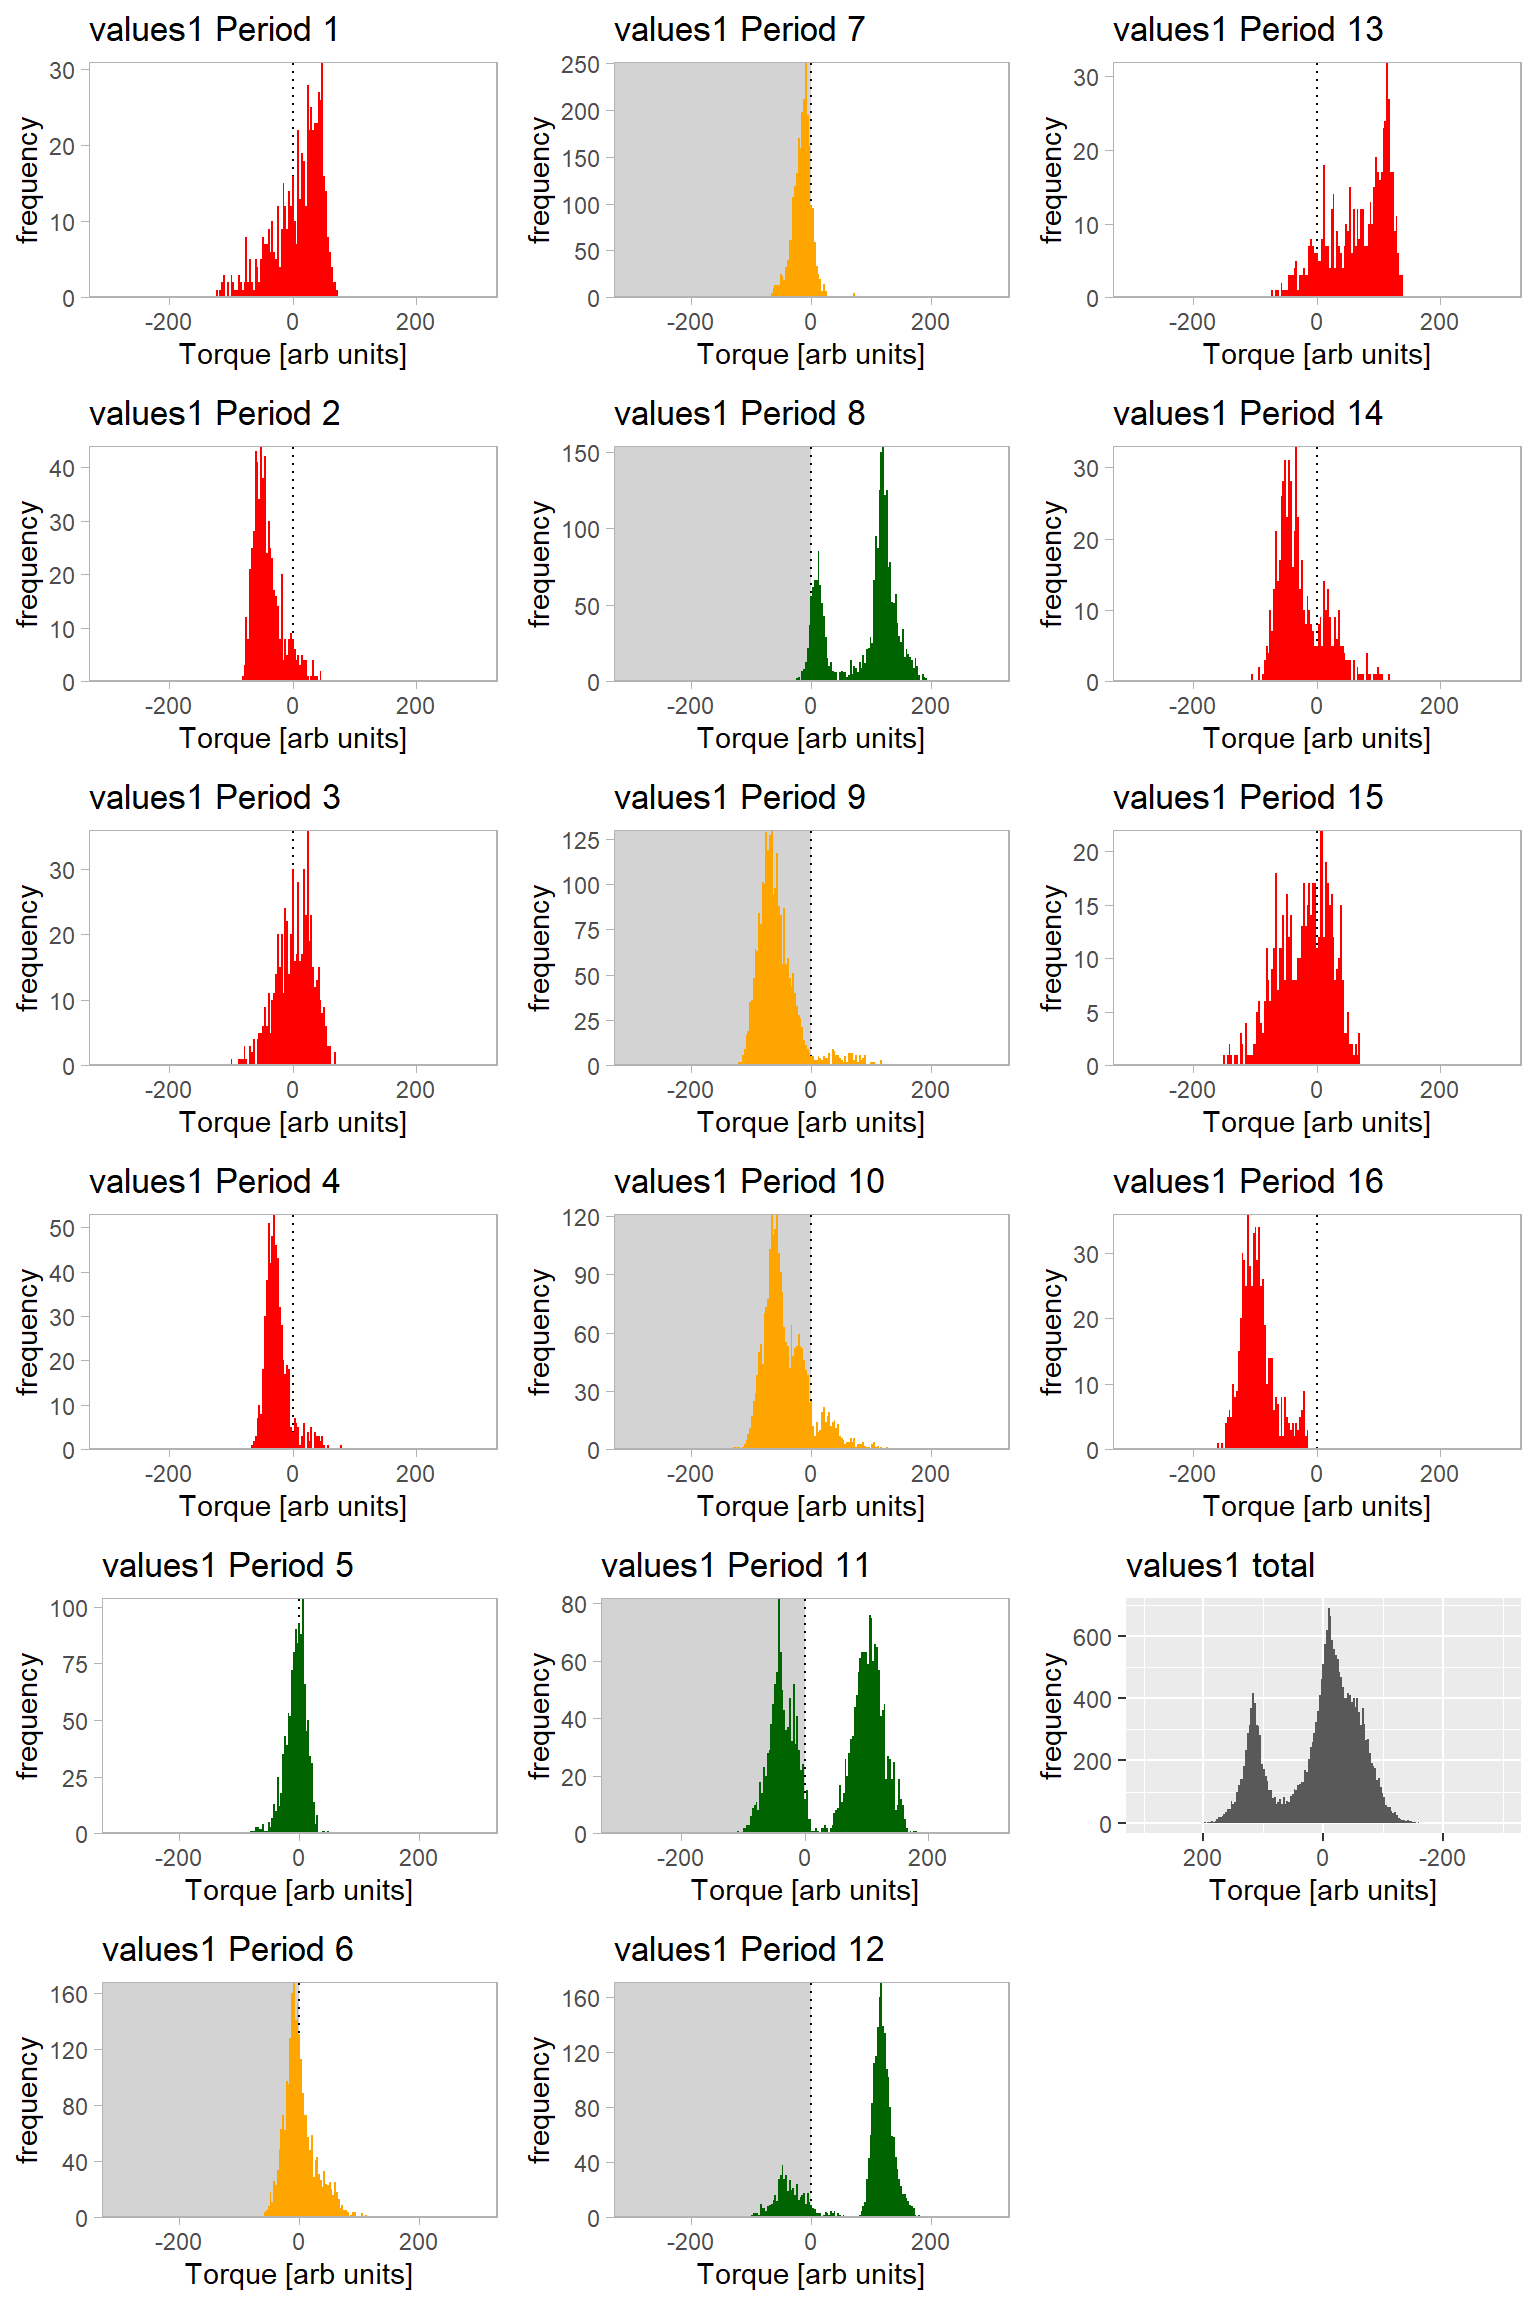 values1 Period 1
30
20
10
0
frequency
-200 0 200
Torque [arb units]
values1 Period 7
250
200
150
100
50
0
frequency
-200 0 200
Torque [arb units]
values1 Period 13
30
20
10
0
frequency
-200 0 200
Torque [arb units]
values1 Period 2
40
30
20
10
0
frequency
-200 0 200
Torque [arb units]
values1 Period 8
150
100
50
0
frequency
-200 0 200
Torque [arb units]
values1 Period 14
30
20
10
0
frequency
-200 0 200
Torque [arb units]
values1 Period 3
30
20
10
0
frequency
-200 0 200
Torque [arb units]
values1 Period 9
125
100
75
50
25
0
frequency
-200 0 200
Torque [arb units]
values1 Period 15
20
15
10
5
0
frequency
-200 0 200
Torque [arb units]
values1 Period 4
50
40
30
20
10
0
frequency
-200 0 200
Torque [arb units]
values1 Period 10
120
90
60
30
0
frequency
-200 0 200
Torque [arb units]
values1 Period 16
30
20
10
0
frequency
-200 0 200
Torque [arb units]
values1 Period 5
100
75
50
25
0
frequency
-200 0 200
Torque [arb units]
values1 Period 11
80
60
40
20
0
frequency
-200 0 200
Torque [arb units]
values1 total
600
400
200
0
frequency
200 0 -200
Torque [arb units]
values1 Period 6
160
120
80
40
0
frequency
-200 0 200
Torque [arb units]
values1 Period 12
160
120
80
40
0
frequency
-200 0 200
Torque [arb units]